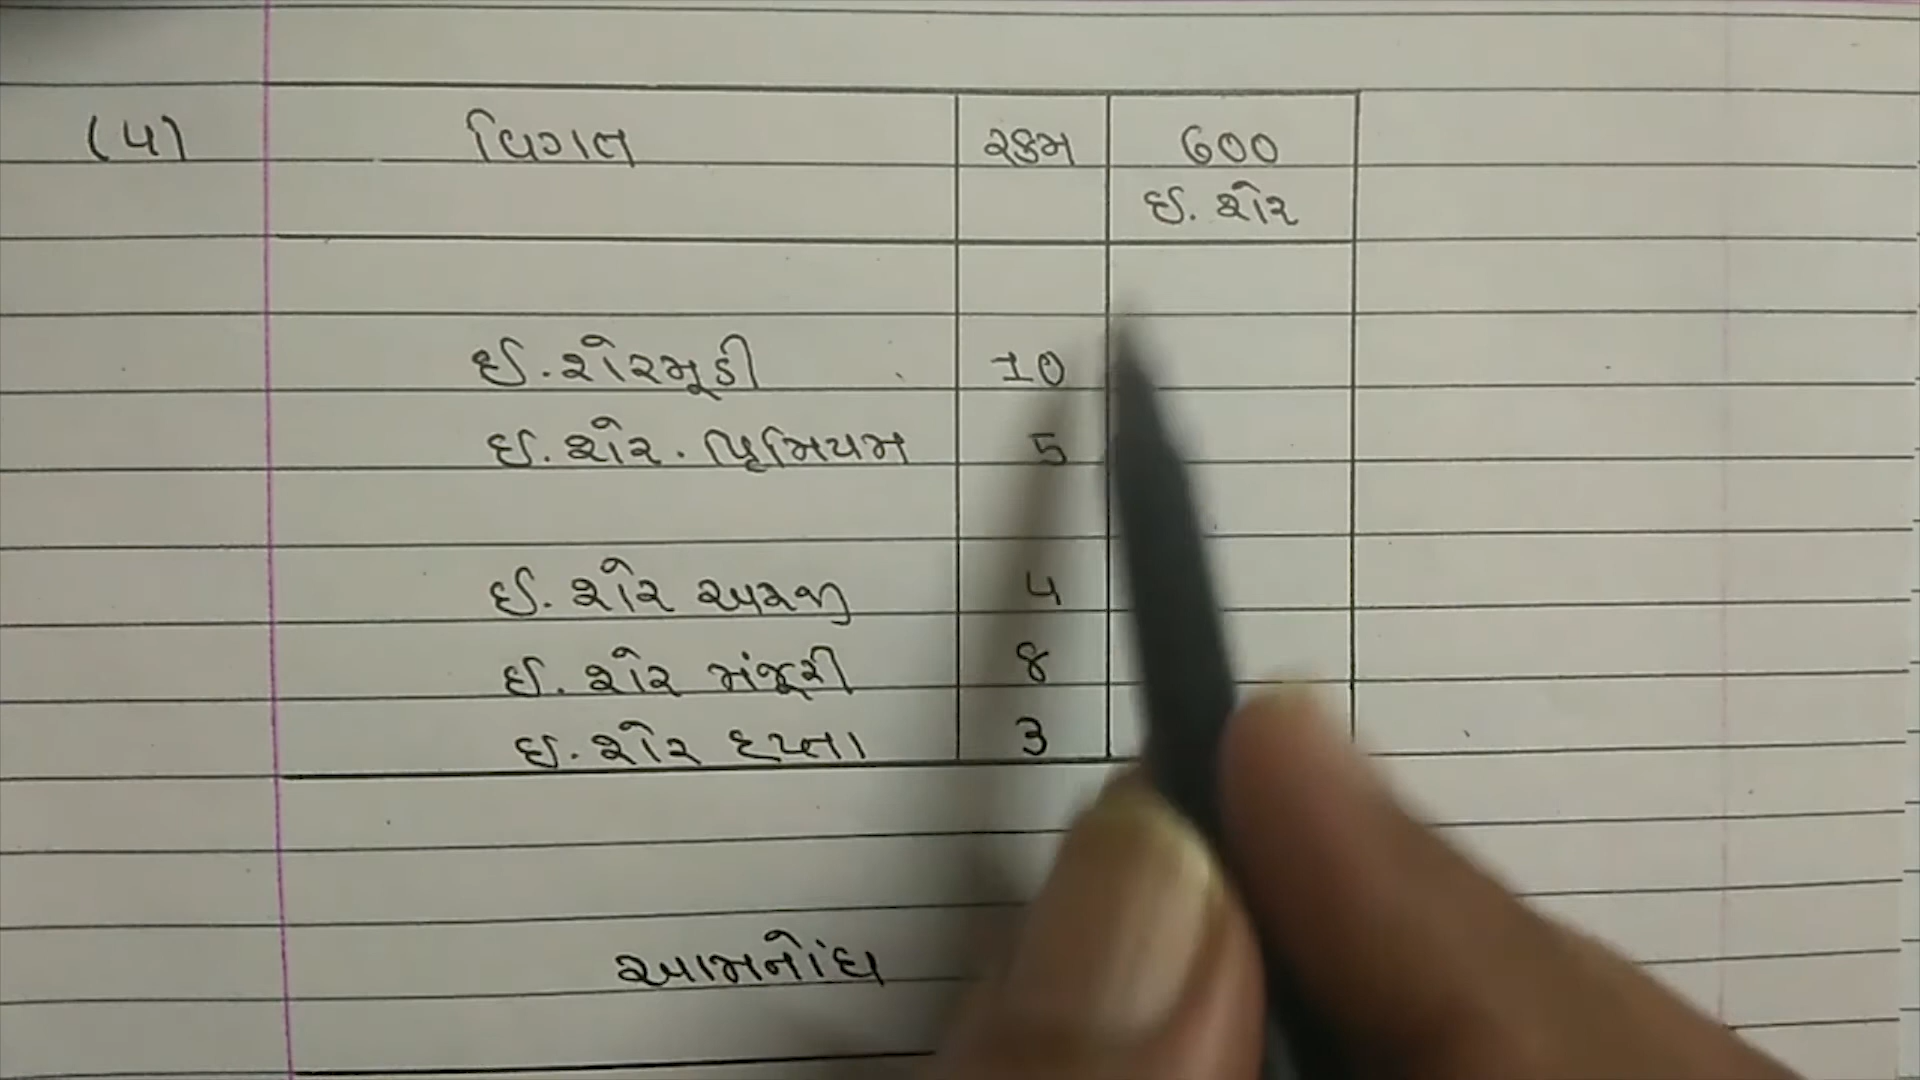 (૫) વિગત રકમ 600
ઈ. શેર
ઈ. શેરમૂડી 10
ઈ. શેર. પ્રિમિયમ 5
ઈ. શેર અરજી 4
ઈ. શેર મંજૂરી 8
ઈ. શેર હપ્તા 3
આમનોંધ